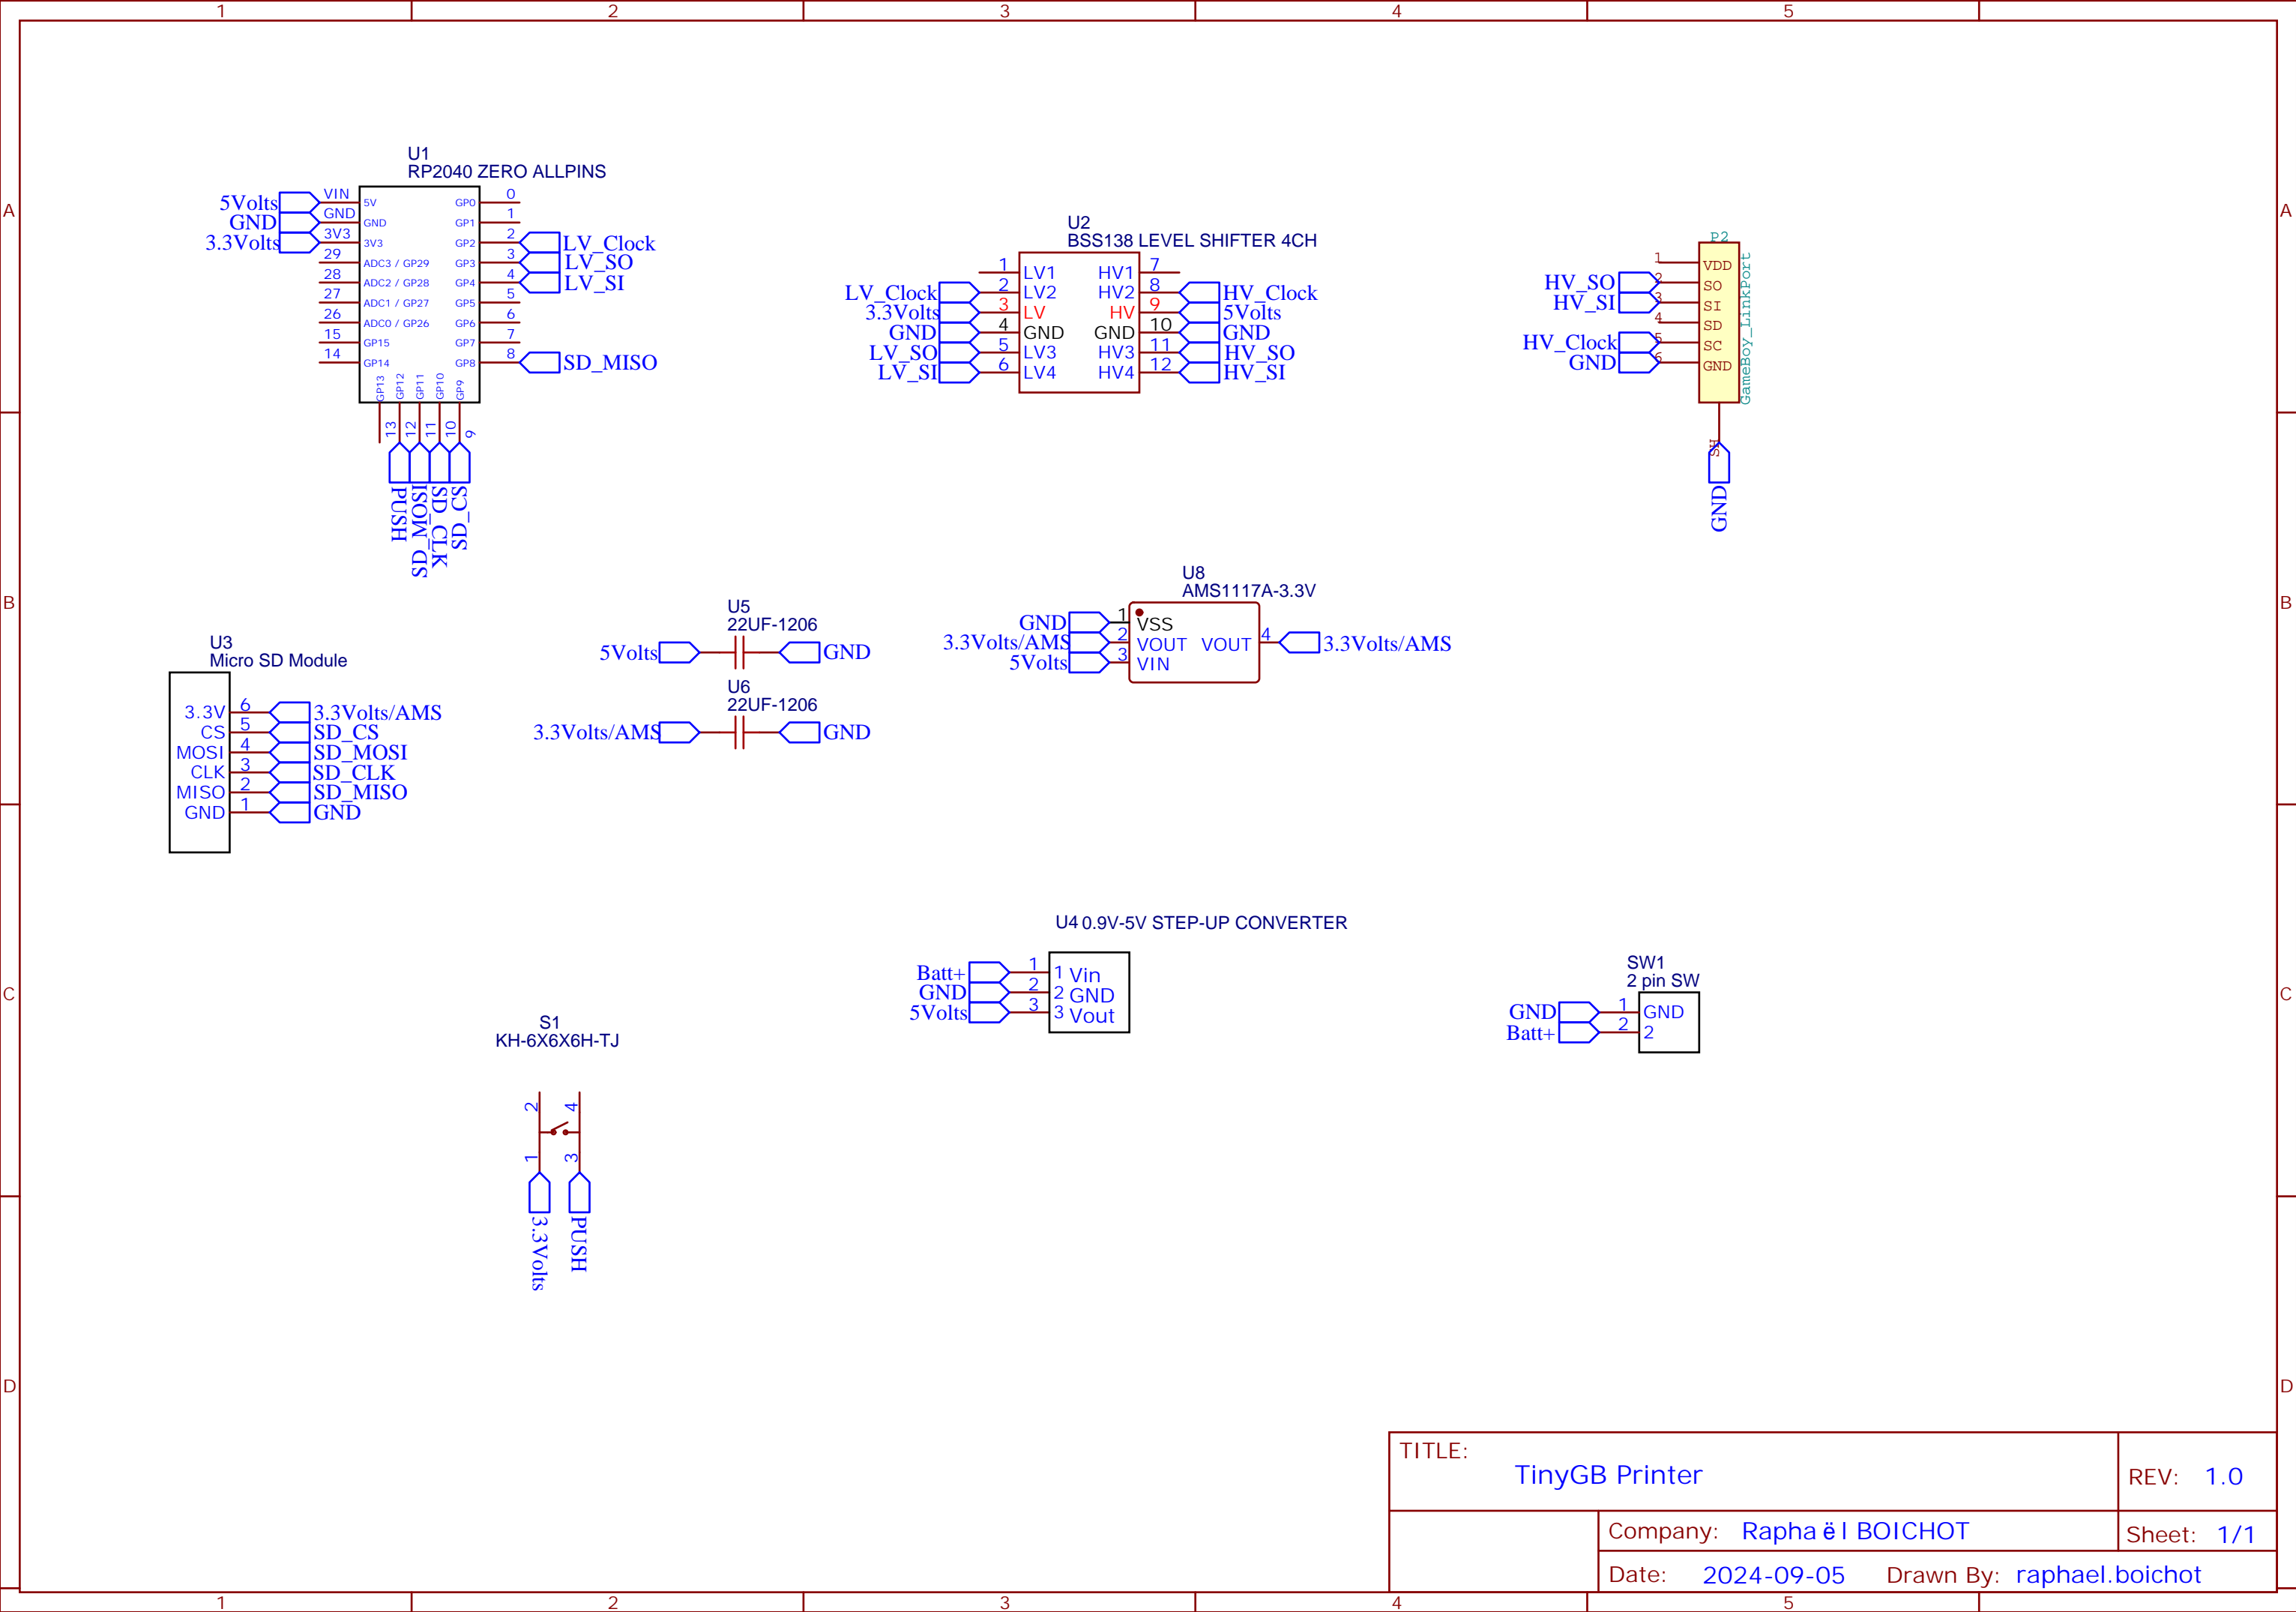 1 2 3 4 5
A
B
C
D
A
B
C
D
U1
RP2040 ZERO ALLPINS
5Volts VIN 5V
GND GND GND
3.3Volts 3V3 3V3
29 ADC3 / GP29
28 ADC2 / GP28
27 ADC1 / GP27
26 ADC0 / GP26
15 GP15
14 GP14
GP0 0
GP1 1
GP2 2 LV_Clock
GP3 3 LV_SO
GP4 4 LV_SI
GP5 5
GP6 6
GP7 7
GP8 8 SD_MISO
GP13 GP12 GP11 GP10 GP9
13 12 11 10 9
PUSH SD_MOSI SD_CLK SD_CS
U2
BSS138 LEVEL SHIFTER 4CH
1 LV1 HV1 7
LV_Clock 2 LV2 HV2 8 HV_Clock
3.3Volts 3 LV HV 9 5Volts
GND 4 GND GND 10 GND
LV_SO 5 LV3 HV3 11 HV_SO
LV_SI 6 LV4 HV4 12 HV_SI
P2
GameBoy_LinkPort
1 VDD
HV_SO 2 SO
HV_SI 3 SI
4 SD
HV_Clock 5 SC
GND 6 GND
SH
GND
U3
Micro SD Module
3.3V 6 3.3Volts/AMS
CS 5 SD_CS
MOSI 4 SD_MOSI
CLK 3 SD_CLK
MISO 2 SD_MISO
GND 1 GND
U5
22UF-1206
5Volts GND
U6
22UF-1206
3.3Volts/AMS GND
U8
AMS1117A-3.3V
GND 1 VSS
3.3Volts/AMS 2 VOUT VOUT 4 3.3Volts/AMS
5Volts 3 VIN
U4 0.9V-5V STEP-UP CONVERTER
Batt+ 1 1 Vin
GND 2 2 GND
5Volts 3 3 Vout
SW1
2 pin SW
GND 1 GND
Batt+ 2 2
S1
KH-6X6X6H-TJ
2 4
1 3
3.3Volts PUSH
TITLE:
TinyGB Printer
REV: 1.0
Company: Raphaël BOICHOT
Sheet: 1/1
Date: 2024-09-05 Drawn By: raphael.boichot
1 2 3 4 5